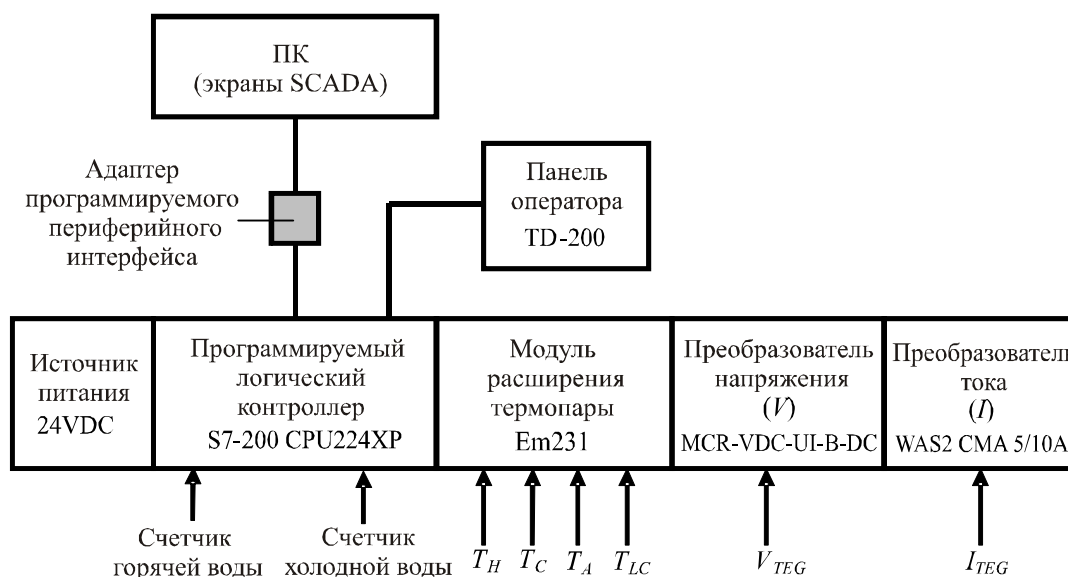 ПК
(экраны SCADA)
Адаптер
программируемого
периферийного
интерфейса
Панель
оператора
TD-200
Источник
питания
24VDC
Программируемый
логический
контроллер
S7-200 CPU224XP
Модуль
расширения
термопары
Em231
Преобразователь
напряжения
(V)
MCR-VDC-UI-B-DC
Преобразователь
тока
(I)
WAS2 CMA 5/10A
Счетчик
горячей воды
Счетчик
холодной воды
T_H T_C T_A T_LC
V_TEG
I_TEG